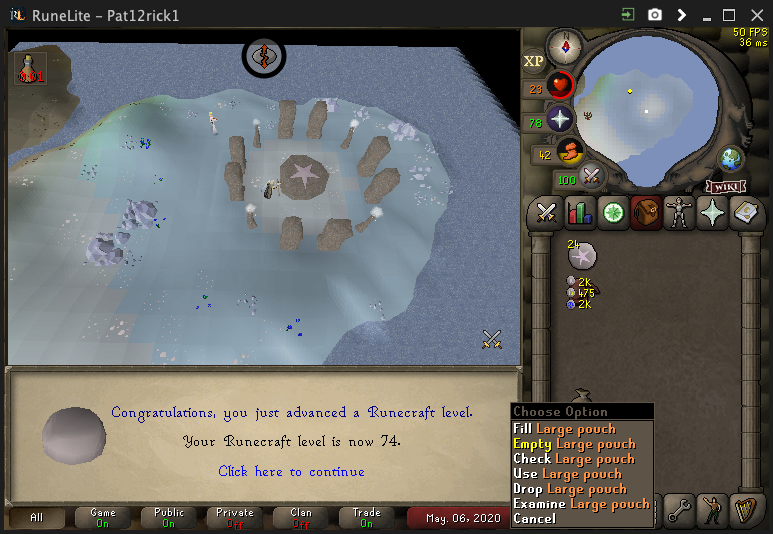 RuneLite - Pat12rick1
50 FPS
36 ms
N
XP
23
78
42
100
WIKI
24
2K
475
2K
Congratulations, you just advanced a Runecraft level.
Your Runecraft level is now 74.
Click here to continue
Choose Option
Fill Large pouch
Empty Large pouch
Check Large pouch
Use Large pouch
Drop Large pouch
Examine Large pouch
Cancel
All
Game
On
Public
On
Private
Off
Clan
Off
Trade
On
May. 06, 2020